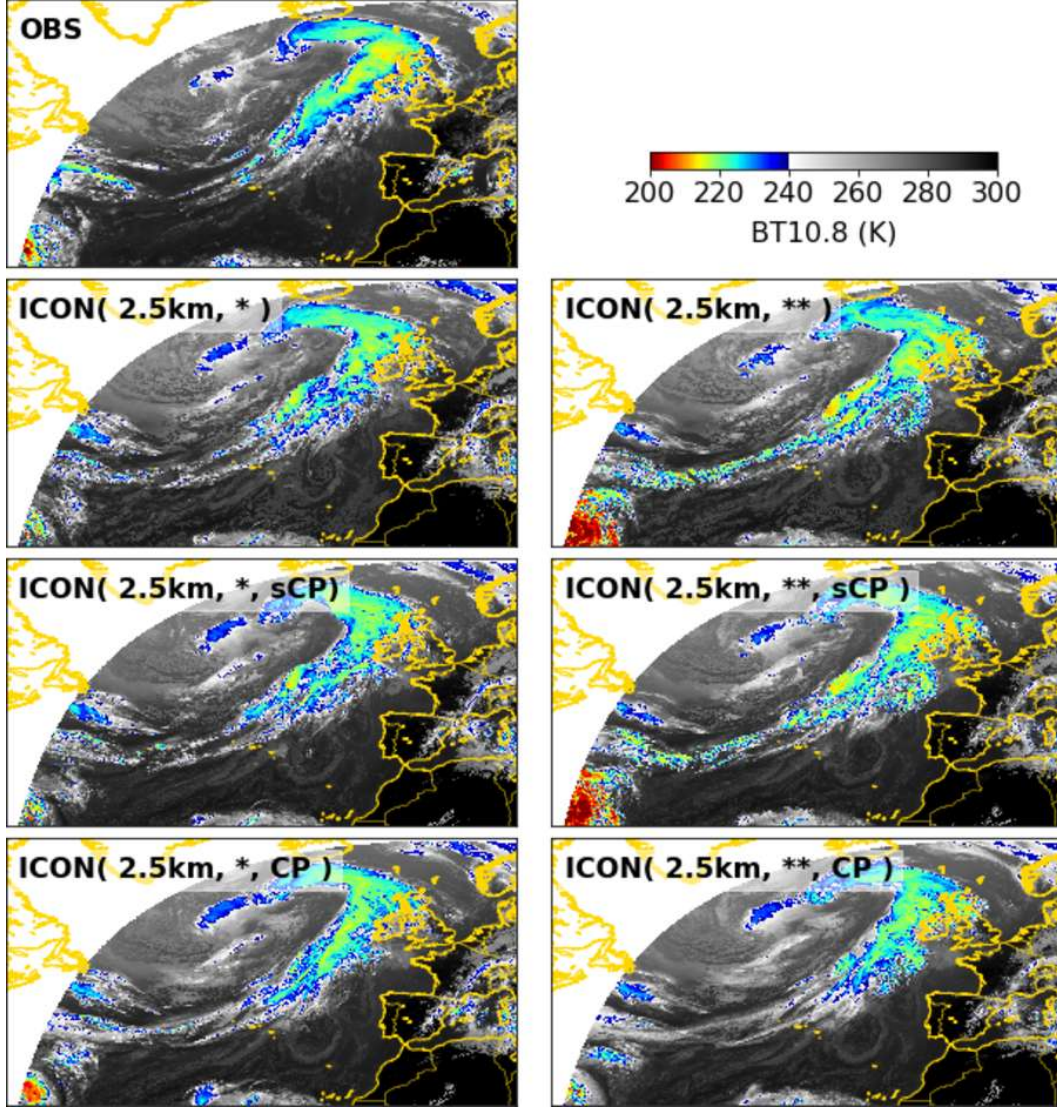 OBS
200 220 240 260 280 300
BT10.8 (K)
ICON( 2.5km, * )
ICON( 2.5km, ** )
ICON( 2.5km, *, sCP)
ICON( 2.5km, **, sCP )
ICON( 2.5km, *, CP )
ICON( 2.5km, **, CP )